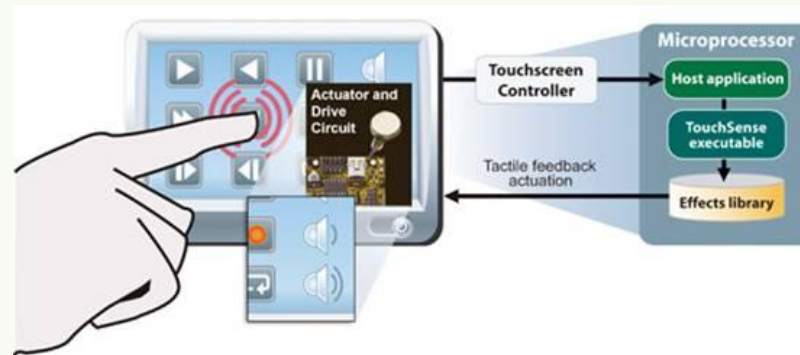 Actuator and
Drive
Circuit
Touchscreen
Controller
Tactile feedback
actuation
Microprocessor
Host application
TouchSense
executable
Effects library